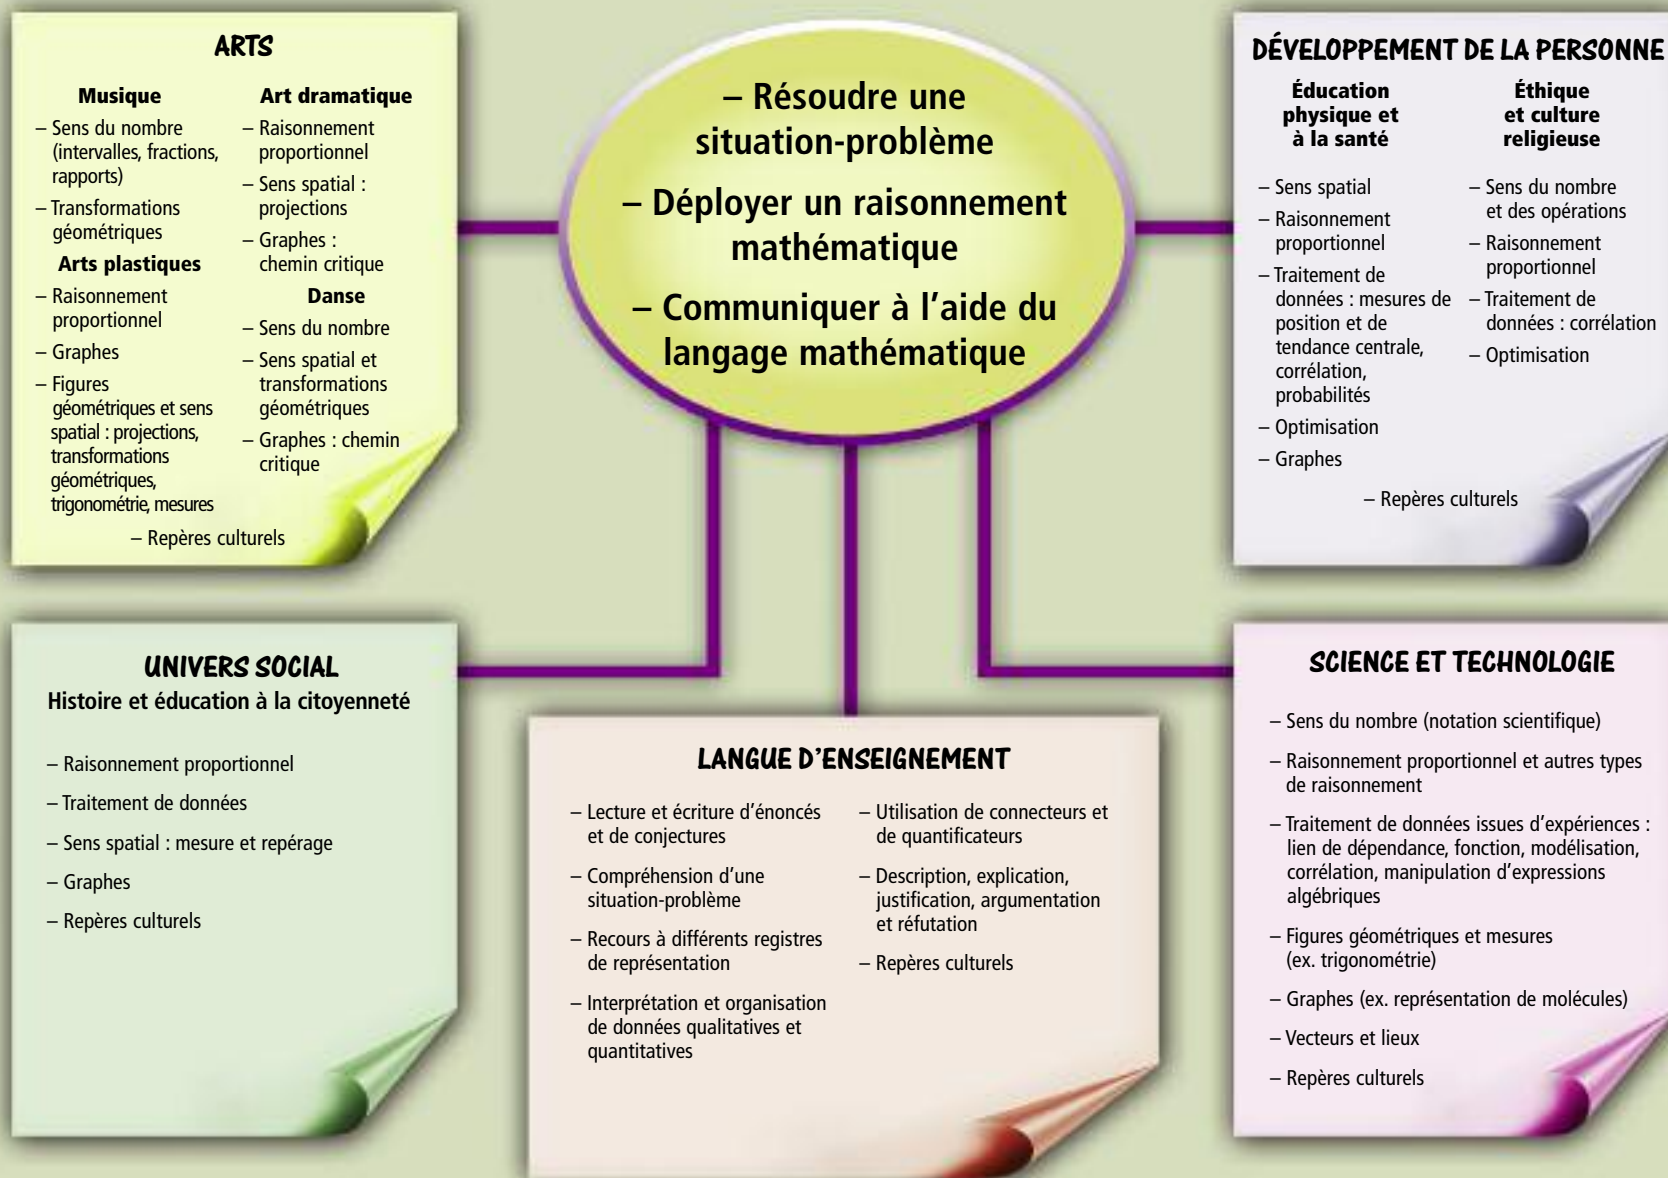 ARTS
Musique
– Sens du nombre
(intervalles, fractions,
rapports)
– Transformations
géométriques
Arts plastiques
– Raisonnement
proportionnel
– Graphes
– Figures
géométriques et sens
spatial : projections,
transformations
géométriques,
trigonométrie, mesures
Art dramatique
– Raisonnement
proportionnel
– Sens spatial :
projections
– Graphes :
chemin critique
Danse
– Sens du nombre
– Sens spatial et
transformations
géométriques
– Graphes : chemin
critique
– Repères culturels
– Résoudre une
situation-problème
– Déployer un raisonnement
mathématique
– Communiquer à l'aide du
langage mathématique
DÉVELOPPEMENT DE LA PERSONNE
Éducation
physique et
à la santé
– Sens spatial
– Raisonnement
proportionnel
– Traitement de
données : mesures de
position et de
tendance centrale,
corrélation,
probabilités
– Optimisation
– Graphes
Éthique
et culture
religieuse
– Sens du nombre
et des opérations
– Raisonnement
proportionnel
– Traitement de
données : corrélation
– Optimisation
– Repères culturels
UNIVERS SOCIAL
Histoire et éducation à la citoyenneté
– Raisonnement proportionnel
– Traitement de données
– Sens spatial : mesure et repérage
– Graphes
– Repères culturels
LANGUE D'ENSEIGNEMENT
– Lecture et écriture d'énoncés
et de conjectures
– Compréhension d'une
situation-problème
– Recours à différents registres
de représentation
– Interprétation et organisation
de données qualitatives et
quantitatives
– Utilisation de connecteurs et
de quantificateurs
– Description, explication,
justification, argumentation
et réfutation
– Repères culturels
SCIENCE ET TECHNOLOGIE
– Sens du nombre (notation scientifique)
– Raisonnement proportionnel et autres types
de raisonnement
– Traitement de données issues d'expériences :
lien de dépendance, fonction, modélisation,
corrélation, manipulation d'expressions
algébriques
– Figures géométriques et mesures
(ex. trigonométrie)
– Graphes (ex. représentation de molécules)
– Vecteurs et lieux
– Repères culturels